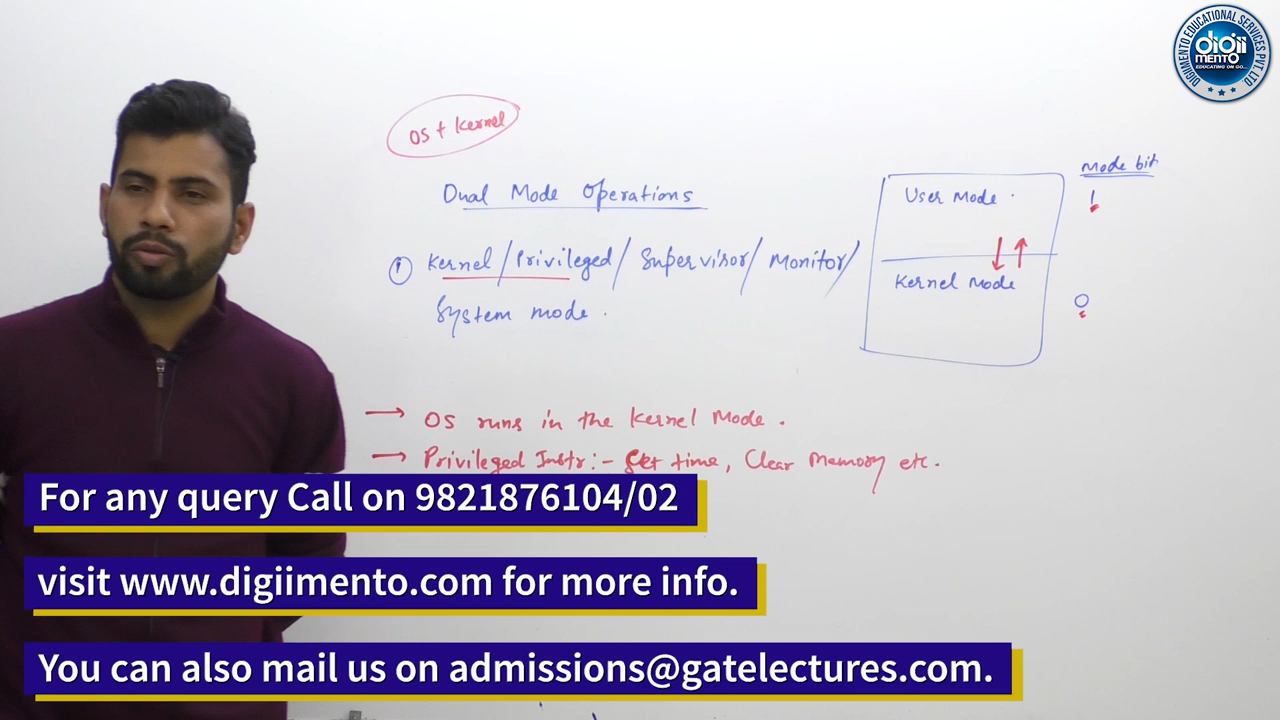 DIGIIMENTO EDUCATIONAL SERVICES PVT. LTD
DIGII
MENTO
EDUCATING ON GO...
OS + Kernel
Dual Mode Operations
① Kernel / Privileged / Supervisor / Monitor /
System mode .
User Mode .
Kernel Mode
Mode bit
1
0
→ OS runs in the Kernel Mode .
→ Privileged Instr :- Set time, Clear Memory etc .
For any query Call on 9821876104/02
visit www.digiimento.com for more info.
You can also mail us on admissions@gatelectures.com.